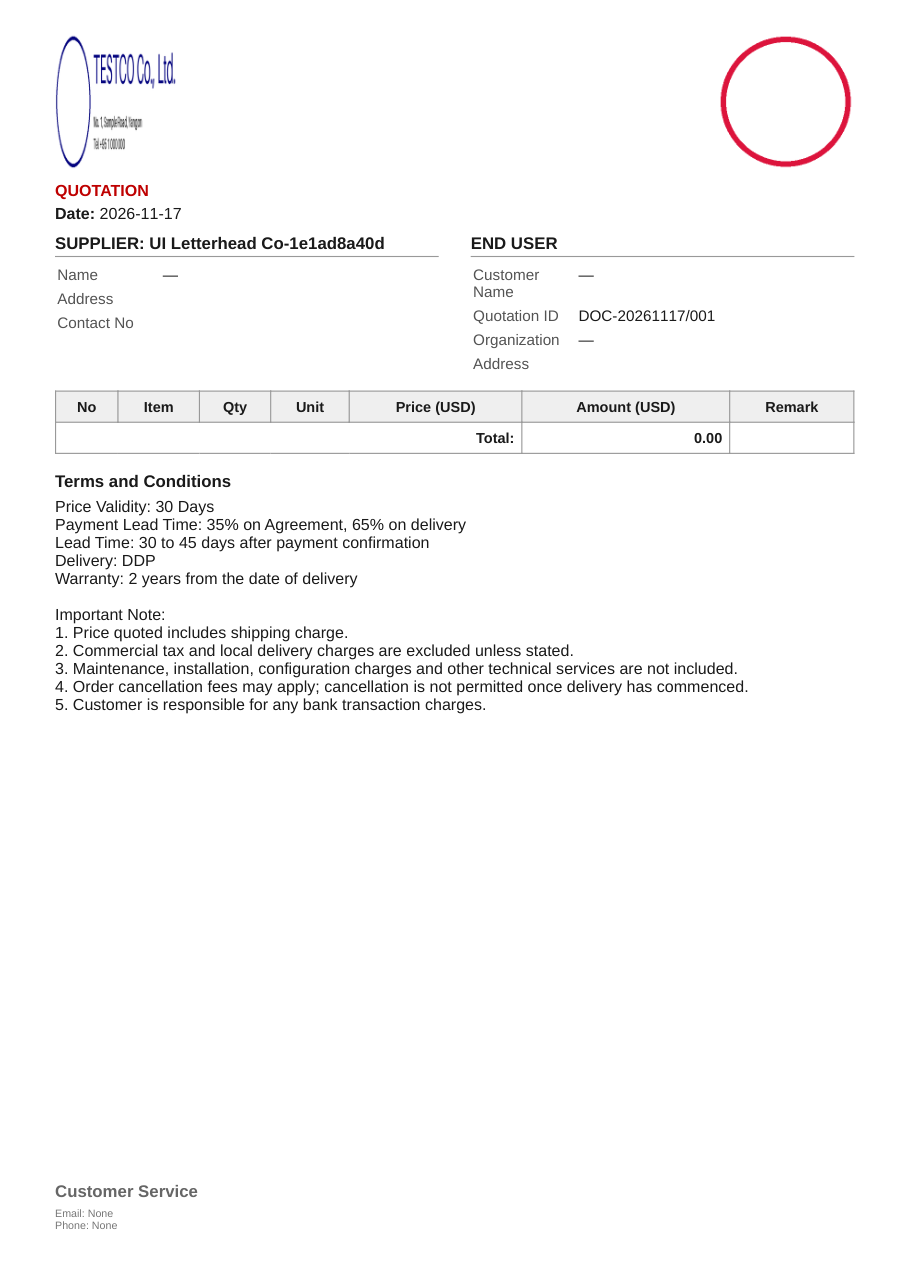 TESTCO Co., Ltd.
No. 1, Sample Road, Yangon
Tel +95 1 000 000
QUOTATION
Date: 2026-11-17
SUPPLIER: UI Letterhead Co-1e1ad8a40d
Name —
Address
Contact No
END USER
Customer Name —
Quotation ID DOC-20261117/001
Organization —
Address
No Item Qty Unit Price (USD) Amount (USD) Remark
Total: 0.00
Terms and Conditions
Price Validity: 30 Days
Payment Lead Time: 35% on Agreement, 65% on delivery
Lead Time: 30 to 45 days after payment confirmation
Delivery: DDP
Warranty: 2 years from the date of delivery
Important Note:
1. Price quoted includes shipping charge.
2. Commercial tax and local delivery charges are excluded unless stated.
3. Maintenance, installation, configuration charges and other technical services are not included.
4. Order cancellation fees may apply; cancellation is not permitted once delivery has commenced.
5. Customer is responsible for any bank transaction charges.
Customer Service
Email: None
Phone: None